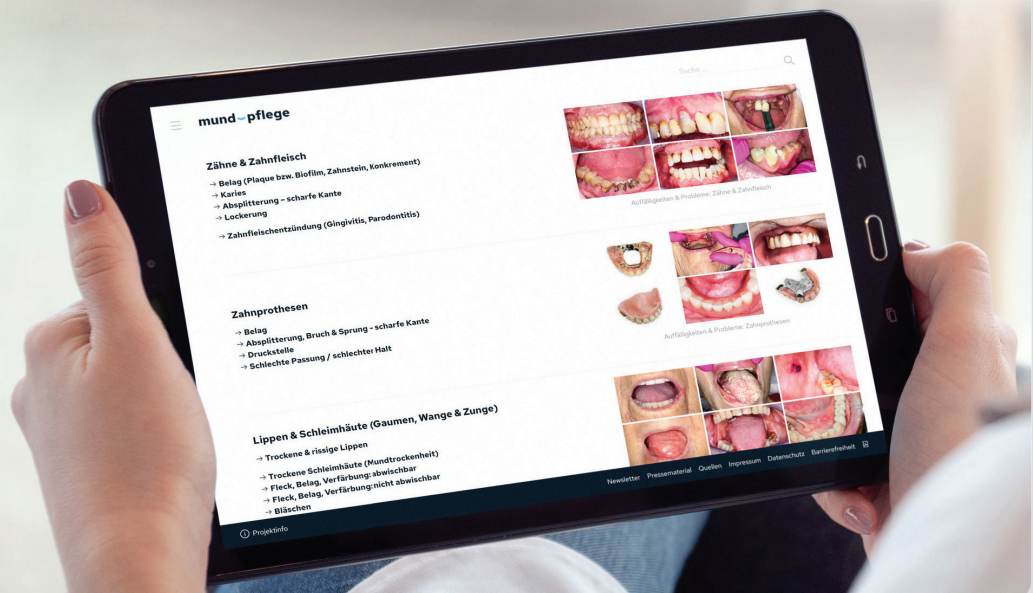 mund pflege
Suche ...
Zähne & Zahnfleisch
→ Belag (Plaque bzw. Biofilm, Zahnstein, Konkrement)
→ Karies
→ Absplitterung – scharfe Kante
→ Lockerung
→ Zahnfleischentzündung (Gingivitis, Parodontitis)
Auffälligkeiten & Probleme: Zähne & Zahnfleisch
Zahnprothesen
→ Belag
→ Absplitterung, Bruch & Sprung – scharfe Kante
→ Druckstelle
→ Schlechte Passung / schlechter Halt
Auffälligkeiten & Probleme: Zahnprothesen
Lippen & Schleimhäute (Gaumen, Wange & Zunge)
→ Trockene & rissige Lippen
→ Trockene Schleimhäute (Mundtrockenheit)
→ Fleck, Belag, Verfärbung: abwischbar
→ Fleck, Belag, Verfärbung: nicht abwischbar
→ Bläschen
Projektinfo
Newsletter Pressematerial Quellen Impressum Datenschutz Barrierefreiheit